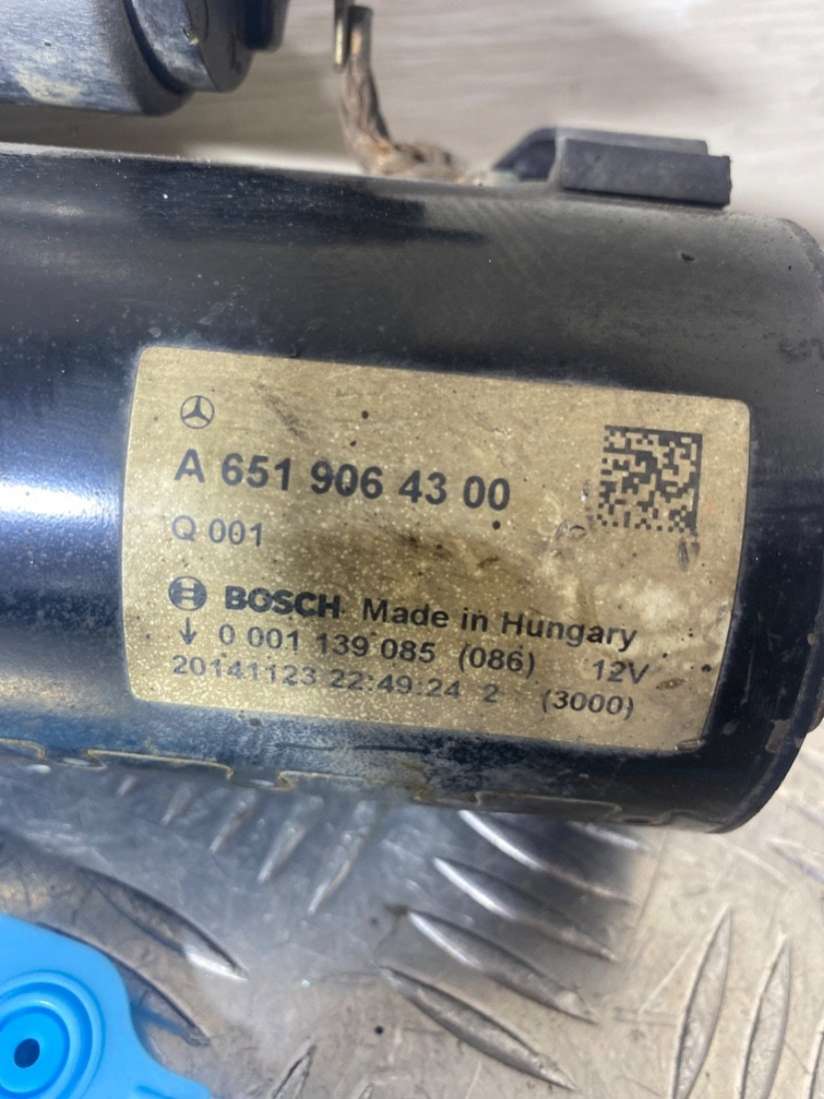 A 651 906 43 00
Q 001
BOSCH Made in Hungary
↓ 0 001 139 085 (086) 12V
20141123 22:49:24 2 (3000)